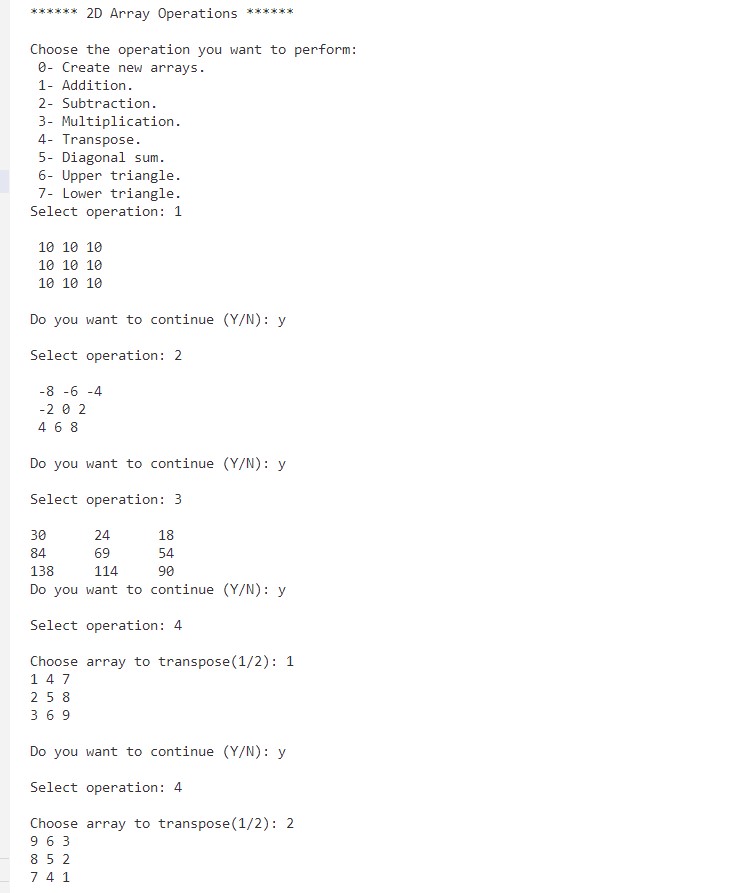 ****** 2D Array Operations ******
Choose the operation you want to perform:
0- Create new arrays.
1- Addition.
2- Subtraction.
3- Multiplication.
4- Transpose.
5- Diagonal sum.
6- Upper triangle.
7- Lower triangle.
Select operation: 1
10 10 10
10 10 10
10 10 10
Do you want to continue (Y/N): y
Select operation: 2
-8 -6 -4
-2 0 2
4 6 8
Do you want to continue (Y/N): y
Select operation: 3
30 24 18
84 69 54
138 114 90
Do you want to continue (Y/N): y
Select operation: 4
Choose array to transpose(1/2): 1
1 4 7
2 5 8
3 6 9
Do you want to continue (Y/N): y
Select operation: 4
Choose array to transpose(1/2): 2
9 6 3
8 5 2
7 4 1